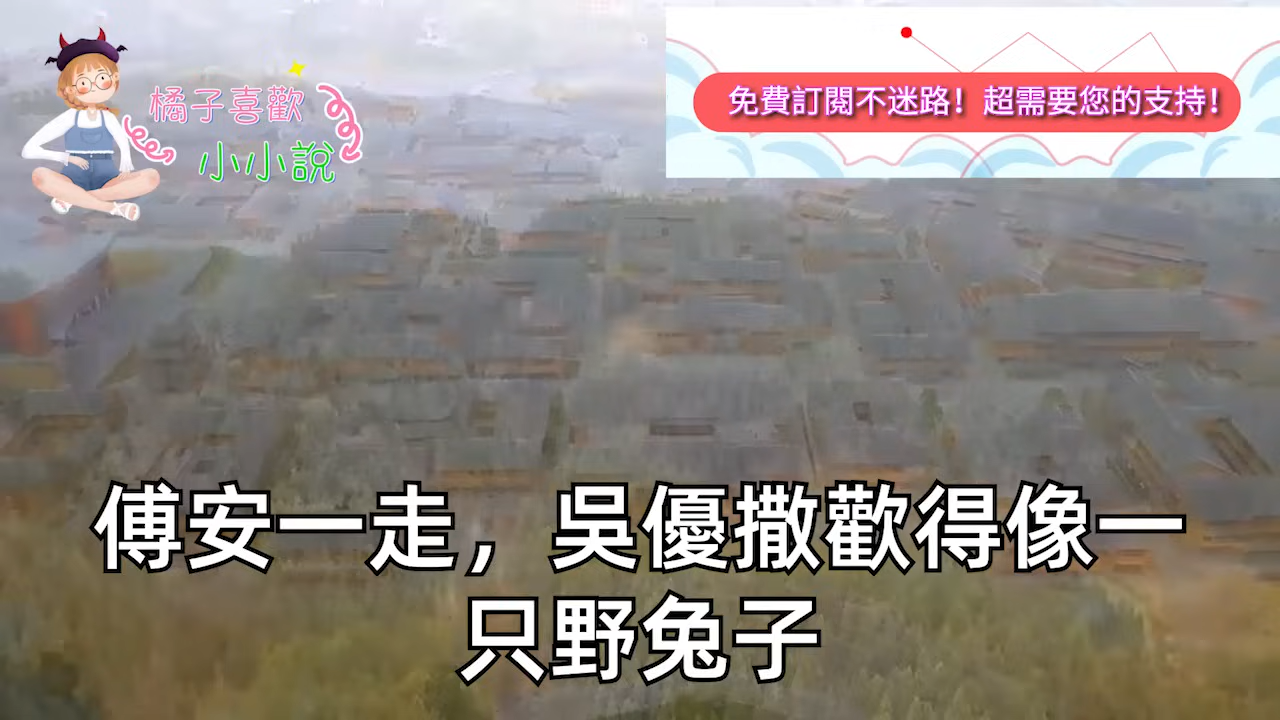 橘子喜歡
小小說
免費訂閱不迷路！超需要您的支持！
傅安一走，吳優撒歡得像一
只野兔子